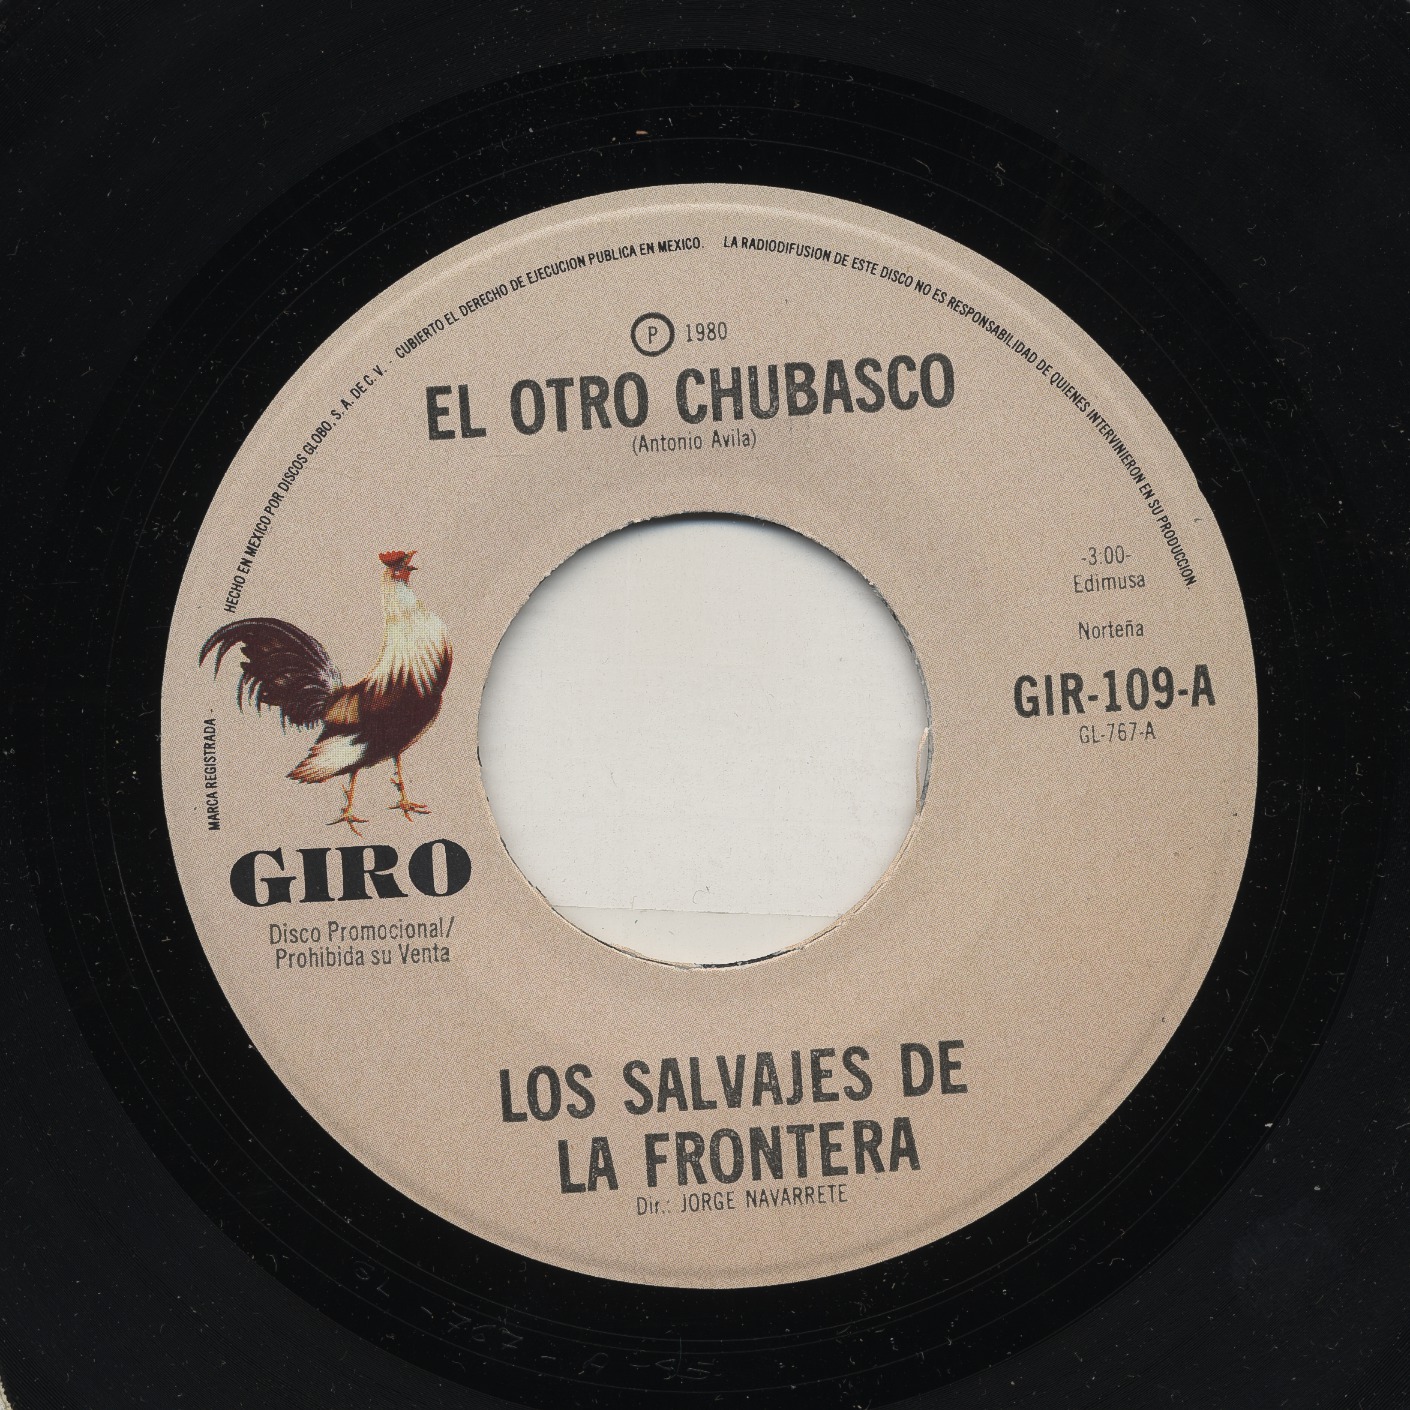 HECHO EN MEXICO POR DISCOS GLOBO, S. A. DE C. V. - CUBIERTO EL DERECHO DE EJECUCION PUBLICA EN MEXICO. LA RADIODIFUSION DE ESTE DISCO NO ES RESPONSABILIDAD DE QUIENES INTERVINIERON EN SU PRODUCCION.
P 1980
EL OTRO CHUBASCO
(Antonio Avila)
-3:00-
Edimusa
Norteña
GIR-109-A
GL-767-A
MARCA REGISTRADA -
GIRO
Disco Promocional/
Prohibida su Venta
LOS SALVAJES DE
LA FRONTERA
Dir.: JORGE NAVARRETE